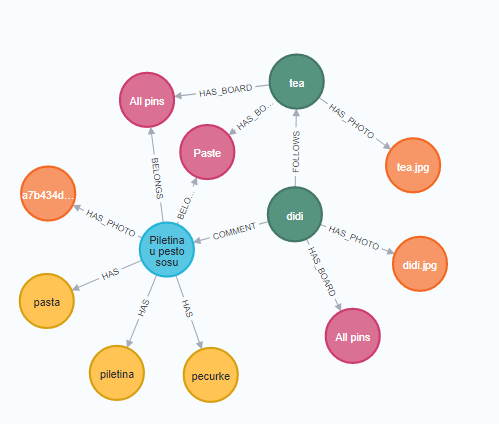 tea
HAS_BOARD
All pins
HAS_BO...
HAS_PHOTO
Paste
FOLLOWS
tea.jpg
BELONGS
BELO...
a7b434d...
HAS_PHOTO
didi
COMMENT
Piletina
u pesto
sosu
HAS_PHOTO
didi.jpg
HAS
HAS_BOARD
pasta
HAS
HAS
All pins
piletina
pecurke